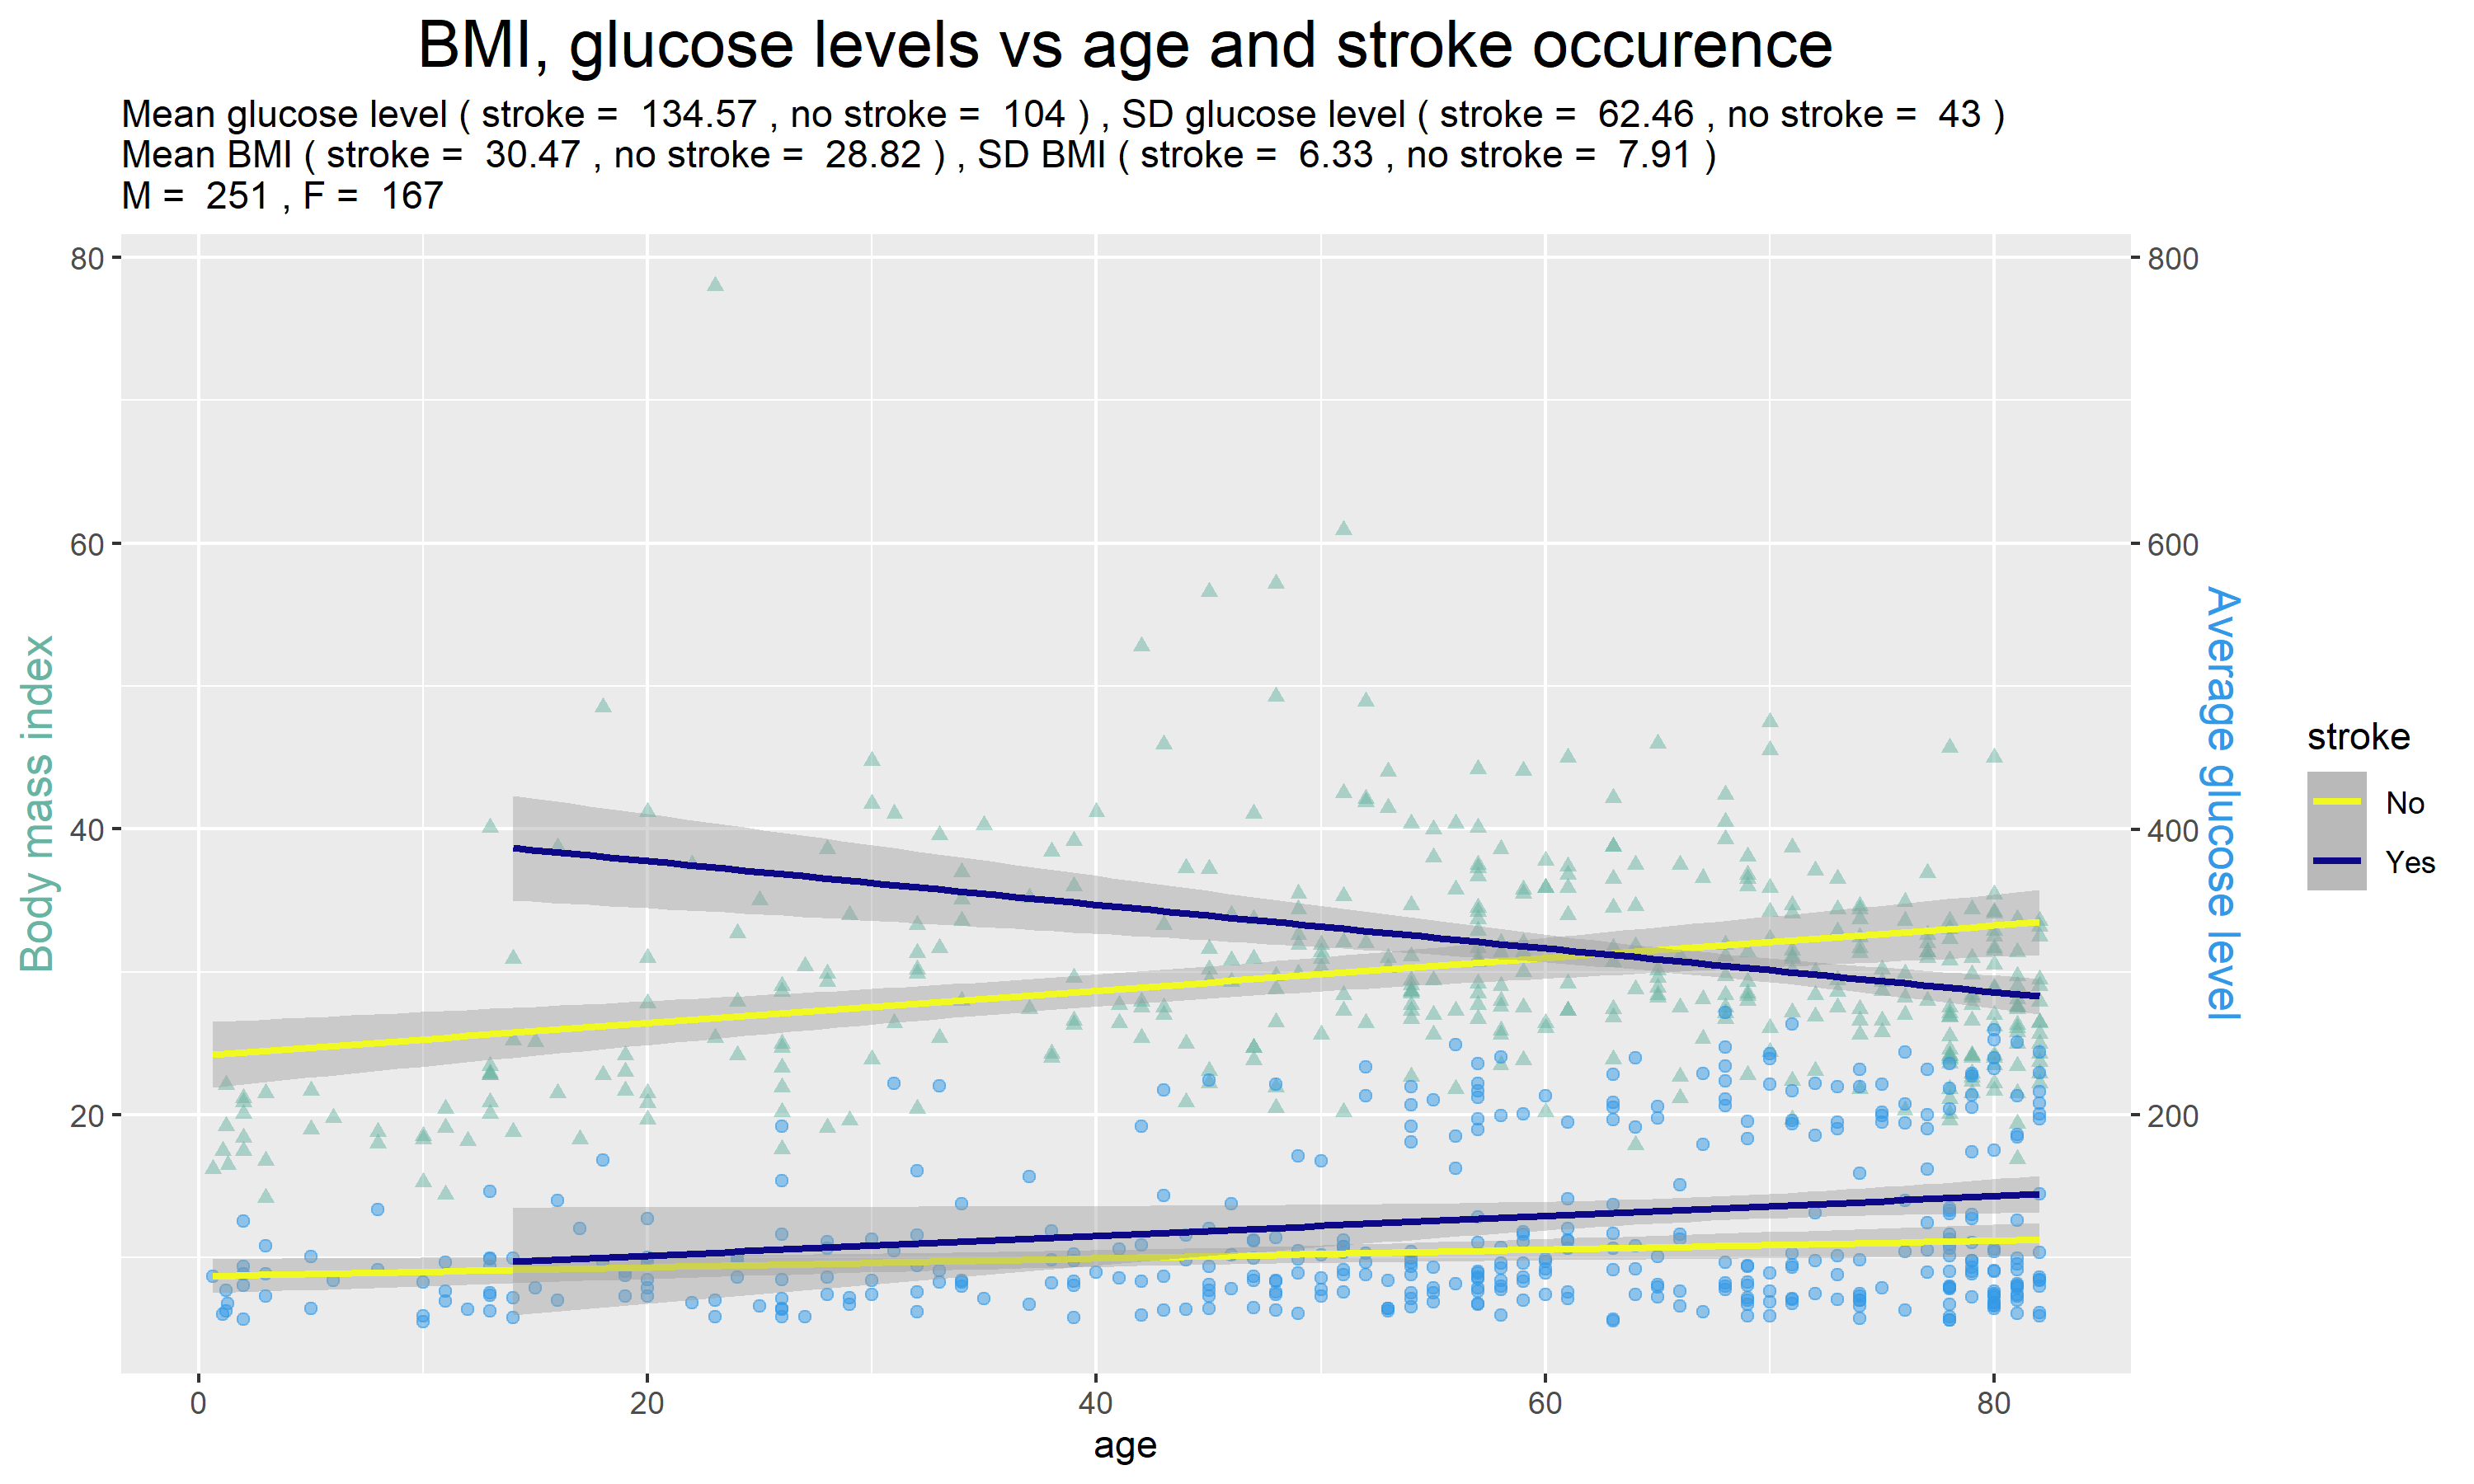 BMI, glucose levels vs age and stroke occurence
Mean glucose level ( stroke =  134.57 , no stroke =  104 ) , SD glucose level ( stroke =  62.46 , no stroke =  43 )
Mean BMI ( stroke =  30.47 , no stroke =  28.82 ) , SD BMI ( stroke =  6.33 , no stroke =  7.91 )
M =  251 , F =  167
80
60
40
20
Body mass index
800
600
400
200
Average glucose level
0
20
40
60
80
age
stroke
No
Yes